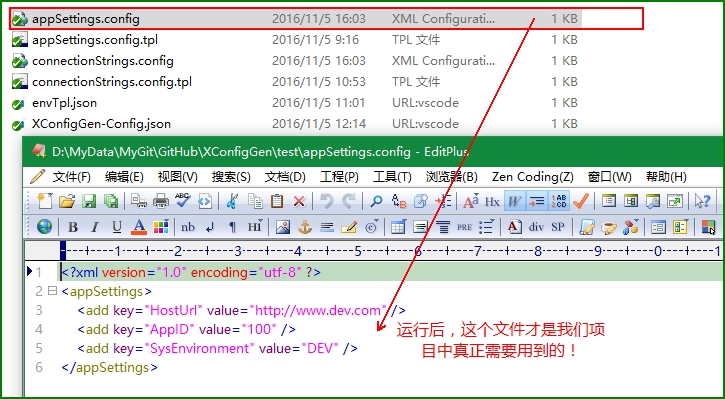 appSettings.config 2016/11/5 16:03 XML Configurati... 1 KB
appSettings.config.tpl 2016/11/5 9:16 TPL 文件 1 KB
connectionStrings.config 2016/11/5 16:03 XML Configurati... 1 KB
connectionStrings.config.tpl 2016/11/5 10:53 TPL 文件 1 KB
envTpl.json 2016/11/5 11:01 URL:vscode 1 KB
XConfigGen-Config.json 2016/11/5 12:14 URL:vscode 1 KB
D:\MyData\MyGit\GitHub\XConfigGen\test\appSettings.config - EditPlus
文件(F) 编辑(E) 视图(V) 搜索(S) 文档(D) 工程(P) 工具(T) 浏览器(B) Zen Coding(Z) 窗口(W) 帮助(H)
ABC A Hx W 1AB 2CD
B I U A nb ¶ Hi PRE div SP
----+----1----+----2----+----3----+----4----+----5----+----6----+----7----+----8----+----9----+----0----+----1--
1 <?xml version="1.0" encoding="utf-8" ?>
2 <appSettings>
3 <add key="HostUrl" value="http://www.dev.com" />
4 <add key="AppID" value="100" />
5 <add key="SysEnvironment" value="DEV" />
6 </appSettings>
运行后，这个文件才是我们项
目中真正需要用到的！